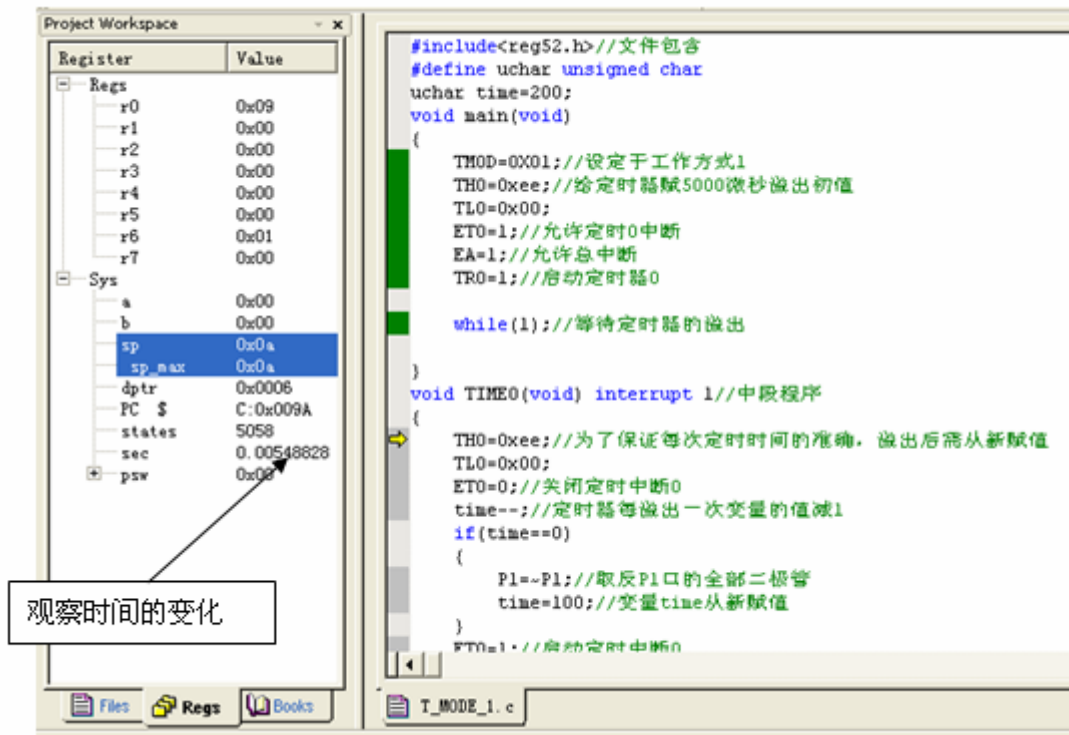 Project Workspace
Register Value
Regs
r0 0x09
r1 0x00
r2 0x00
r3 0x00
r4 0x00
r5 0x00
r6 0x01
r7 0x00
Sys
a 0x00
b 0x00
sp 0x0a
sp_max 0x0a
dptr 0x0006
PC $ C:0x009A
states 5058
sec 0.00548828
psw 0x00
观察时间的变化
Files Regs Books
#include<reg52.h>//文件包含
#define uchar unsigned char
uchar time=200;
void main(void)
{
TMOD=0X01;//设定于工作方式1
TH0=0xee;//给定时器赋5000微秒溢出初值
TL0=0x00;
ET0=1;//允许定时0中断
EA=1;//允许总中断
TR0=1;//启动定时器0
while(1);//等待定时器的溢出
}
void TIME0(void) interrupt 1//中段程序
{
TH0=0xee;//为了保证每次定时时间的准确，溢出后需从新赋值
TL0=0x00;
ET0=0;//关闭定时中断0
time--;//定时器每溢出一次变量的值减1
if(time==0)
{
P1=~P1;//取反P1口的全部二极管
time=100;//变量time从新赋值
}
ET0=1;//启动定时中断0
T_MODE_1.c